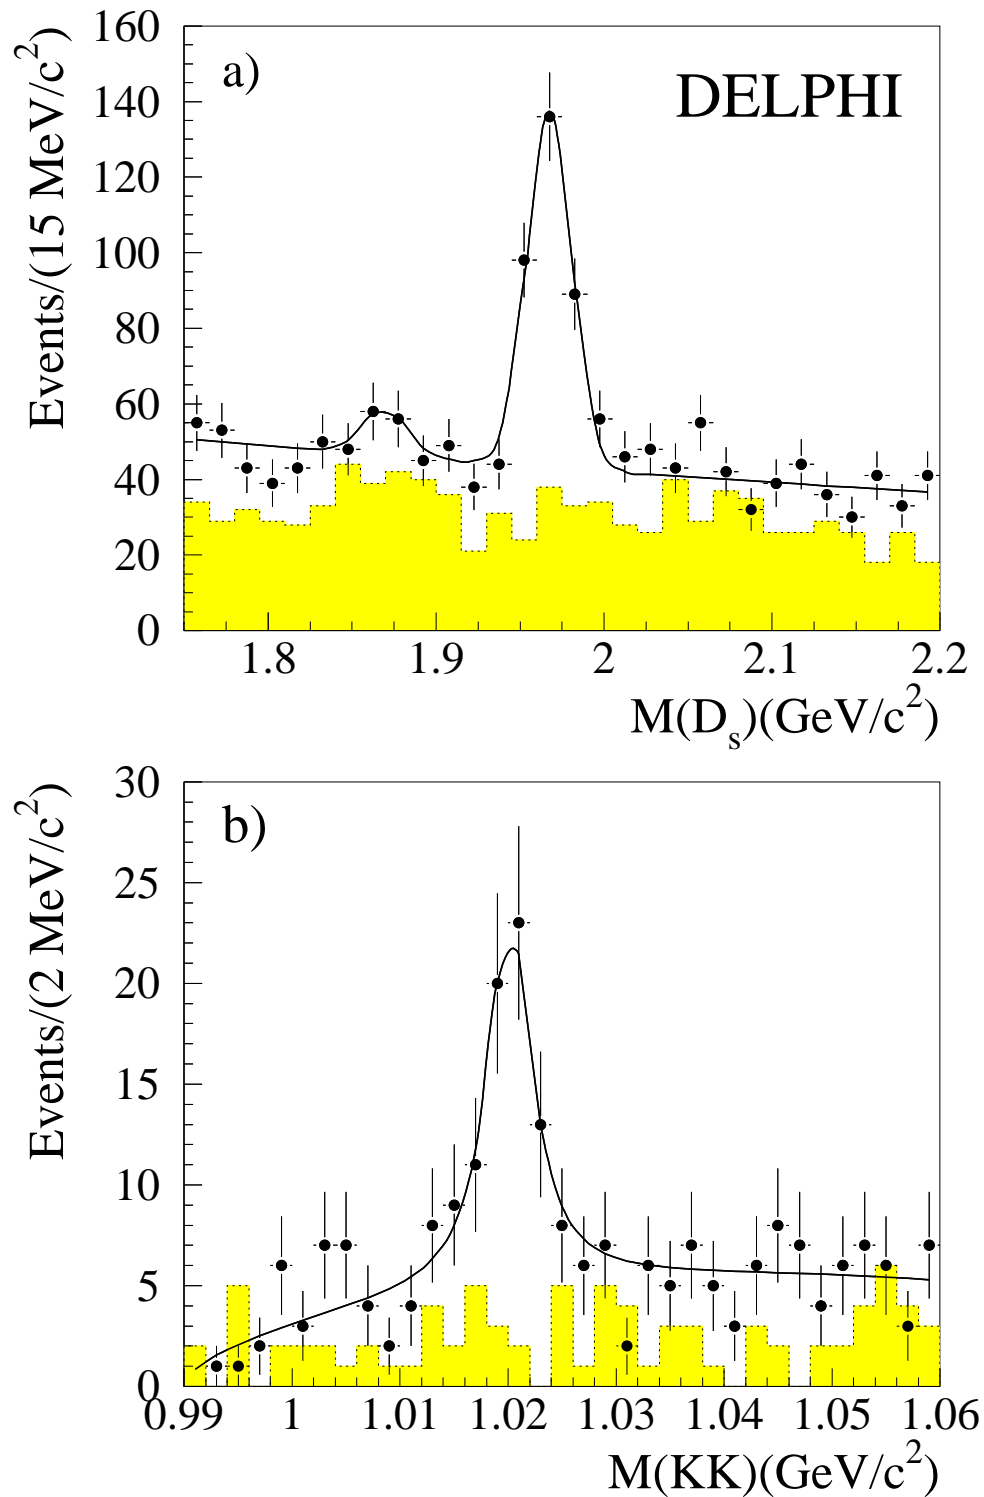 Events/(15 MeV/c²)
a)
DELPHI
160
140
120
100
80
60
40
20
0
1.8 1.9 2 2.1 2.2
M(Dₛ)(GeV/c²)
Events/(2 MeV/c²)
b)
30
25
20
15
10
5
0
0.99 1 1.01 1.02 1.03 1.04 1.05 1.06
M(KK)(GeV/c²)